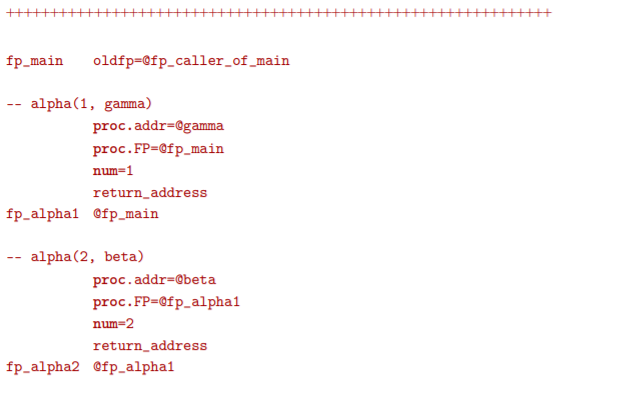 ++++++++++++++++++++++++++++++++++++++++++++++++++++++++++++++++++
fp_main oldfp=@fp_caller_of_main
-- alpha(1, gamma)
proc.addr=@gamma
proc.FP=@fp_main
num=1
return_address
fp_alpha1 @fp_main
-- alpha(2, beta)
proc.addr=@beta
proc.FP=@fp_alpha1
num=2
return_address
fp_alpha2 @fp_alpha1